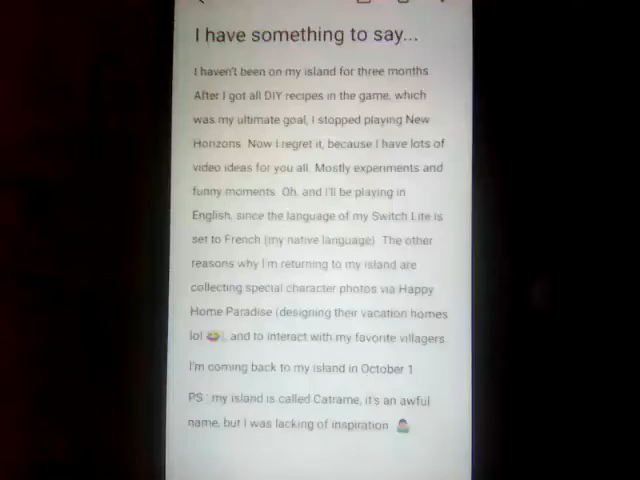 I have something to say...
I haven't been on my island for three months.
After I got all DIY recipes in the game, which
was my ultimate goal, I stopped playing New
Horizons. Now I regret it, because I have lots of
video ideas for you all. Mostly experiments and
funny moments. Oh, and I'll be playing in
English, since the language of my Switch Lite is
set to French (my native language). The other
reasons why I'm returning to my island are
collecting special character photos via Happy
Home Paradise (designing their vacation homes
lol 😂), and to interact with my favorite villagers.
I'm coming back to my island in October 1
PS : my island is called Catrame, it's an awful
name, but I was lacking of inspiration 🤷🏻‍♂️